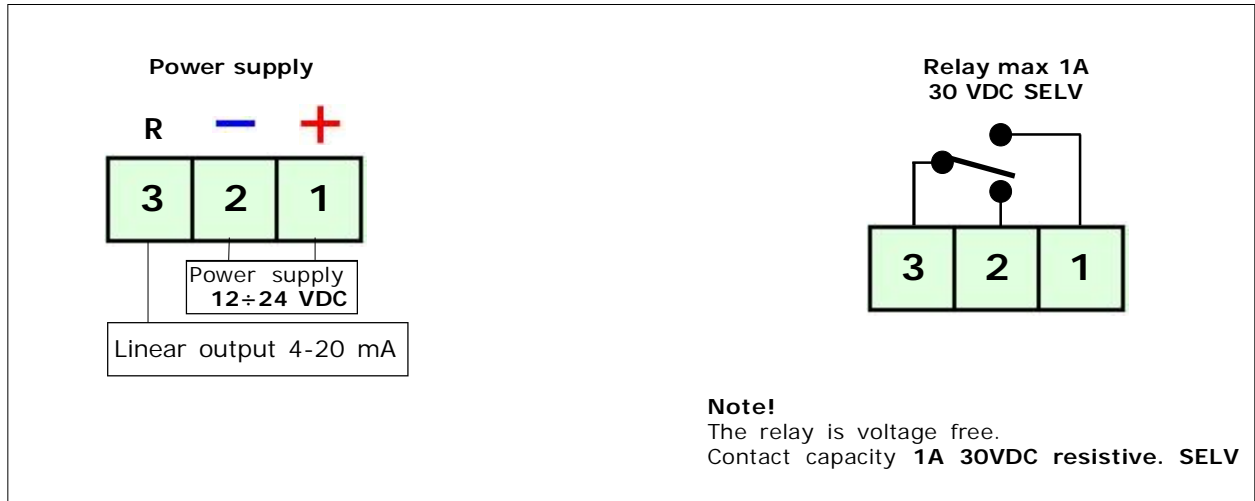 Power supply
R − +
3 2 1
Power supply
12÷24 VDC
Linear output 4-20 mA
Relay max 1A
30 VDC SELV
3 2 1
Note!
The relay is voltage free.
Contact capacity 1A 30VDC resistive. SELV